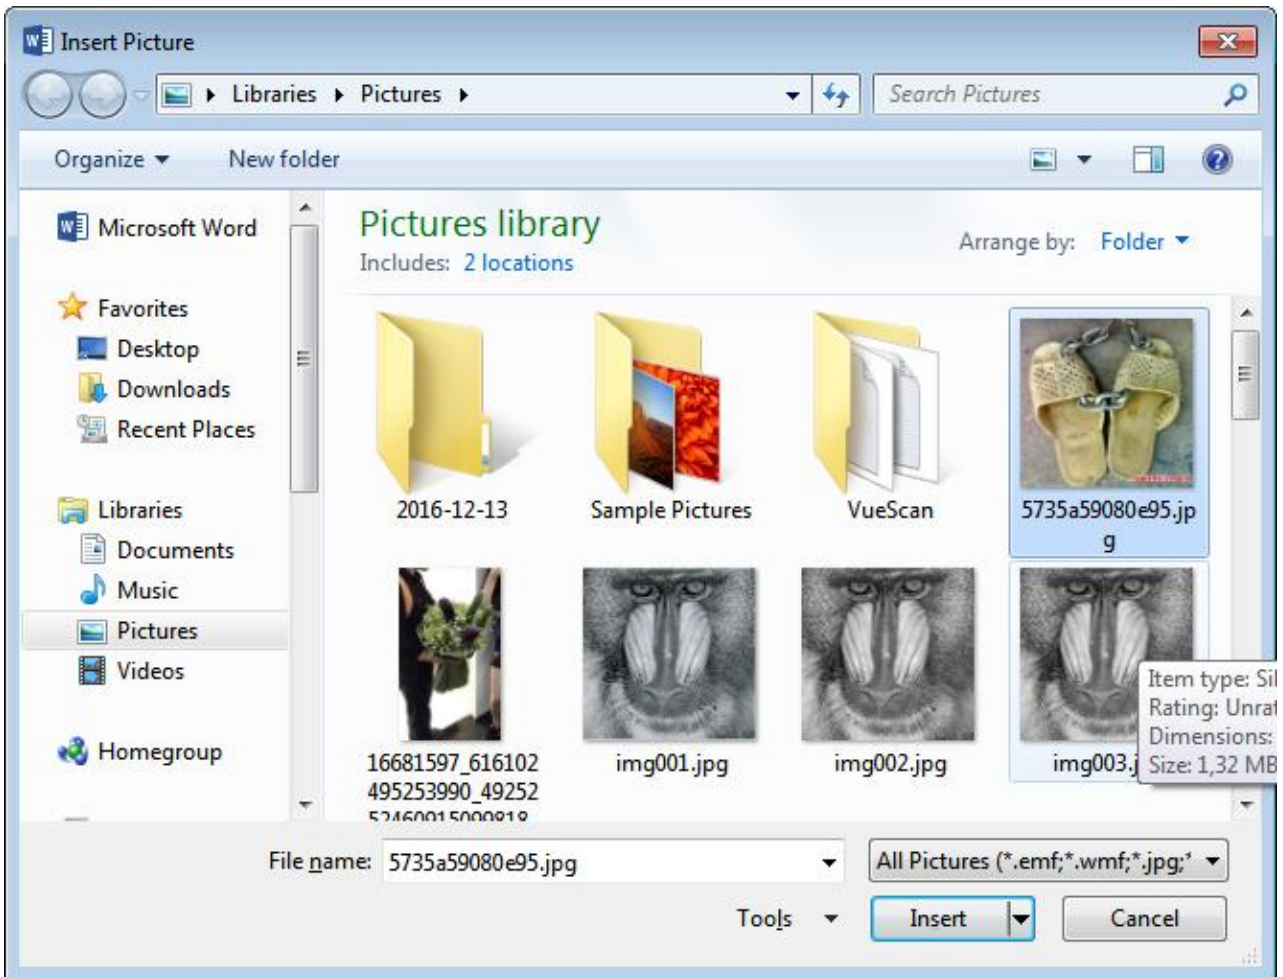 Insert Picture
Libraries
Pictures
Search Pictures
Organize
New folder
Microsoft Word
Favorites
Desktop
Downloads
Recent Places
Libraries
Documents
Music
Pictures
Videos
Homegroup
Pictures library
Includes: 2 locations
Arrange by: Folder
2016-12-13
Sample Pictures
VueScan
5735a59080e95.jp
g
16681597_616102
495253990_49252
52460915099818
img001.jpg
img002.jpg
img003.j
Item type: Sil
Rating: Unrat
Dimensions:
Size: 1,32 MB
File name: 5735a59080e95.jpg
All Pictures (*.emf;*.wmf;*.jpg;*
Tools
Insert
Cancel